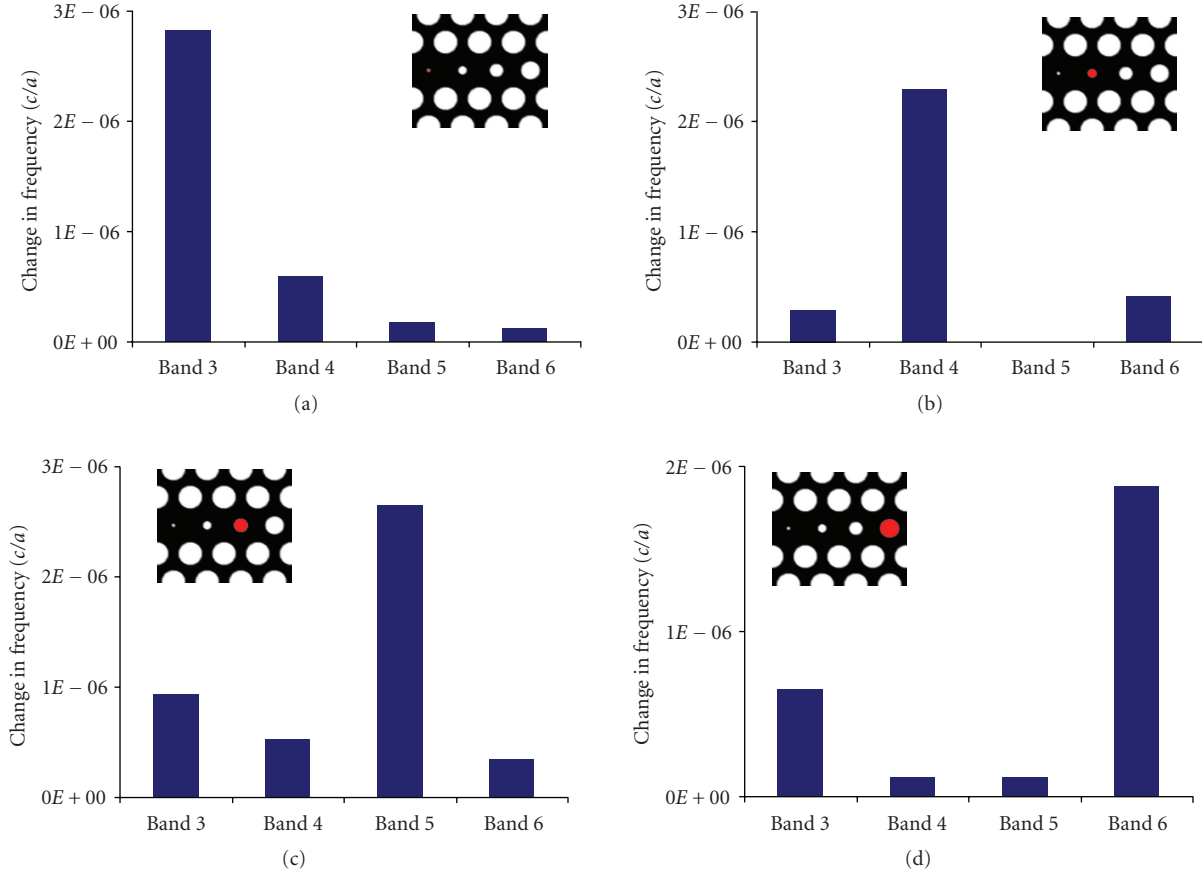 Change in frequency (c/a)
3E − 06
2E − 06
1E − 06
0E + 00
Band 3 Band 4 Band 5 Band 6
(a)
Change in frequency (c/a)
3E − 06
2E − 06
1E − 06
0E + 00
Band 3 Band 4 Band 5 Band 6
(b)
Change in frequency (c/a)
3E − 06
2E − 06
1E − 06
0E + 00
Band 3 Band 4 Band 5 Band 6
(c)
Change in frequency (c/a)
2E − 06
1E − 06
0E + 00
Band 3 Band 4 Band 5 Band 6
(d)